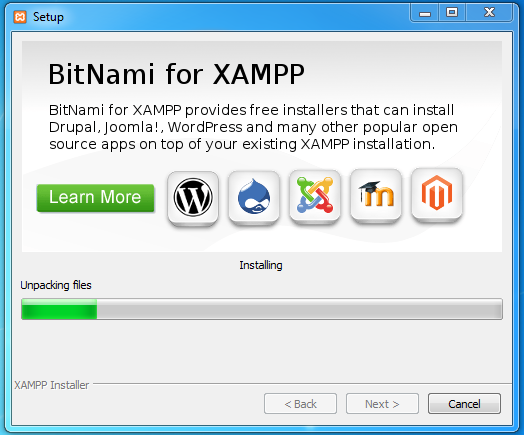 Setup
BitNami for XAMPP
BitNami for XAMPP provides free installers that can install
Drupal, Joomla!, WordPress and many other popular open
source apps on top of your existing XAMPP installation.
Learn More
Installing
Unpacking files
XAMPP Installer
< Back
Next >
Cancel